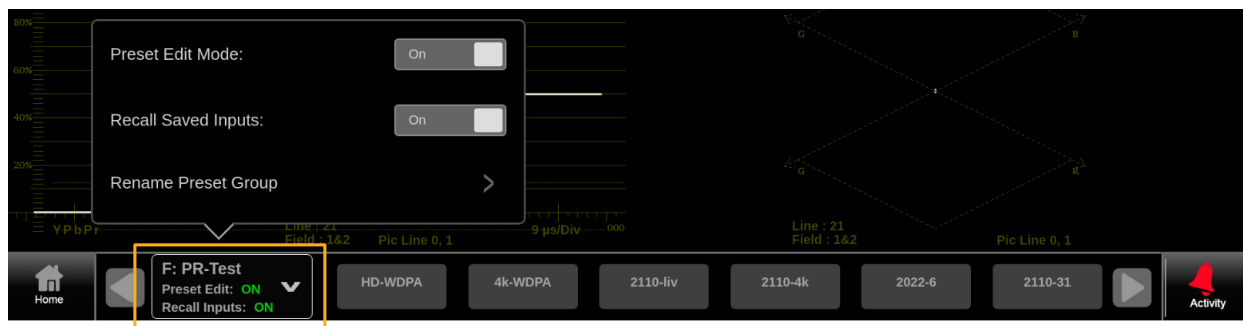 80%
60%
40%
20%
Preset Edit Mode:
On
Recall Saved Inputs:
On
Rename Preset Group
YPbPr
Line : 21
Field : 1&2
Pic Line 0, 1
9 µs/Div
000
G
B
G
R
Line : 21
Field : 1&2
Pic Line 0, 1
Home
F: PR-Test
Preset Edit: ON
Recall Inputs: ON
HD-WDPA
4k-WDPA
2110-liv
2110-4k
2022-6
2110-31
Activity